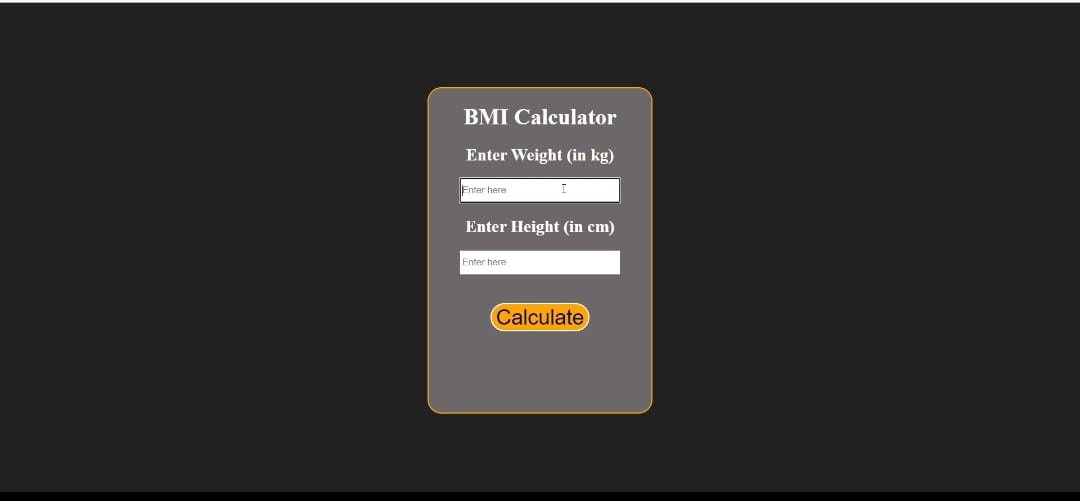 BMI Calculator
Enter Weight (in kg)
Enter here
Enter Height (in cm)
Enter here
Calculate